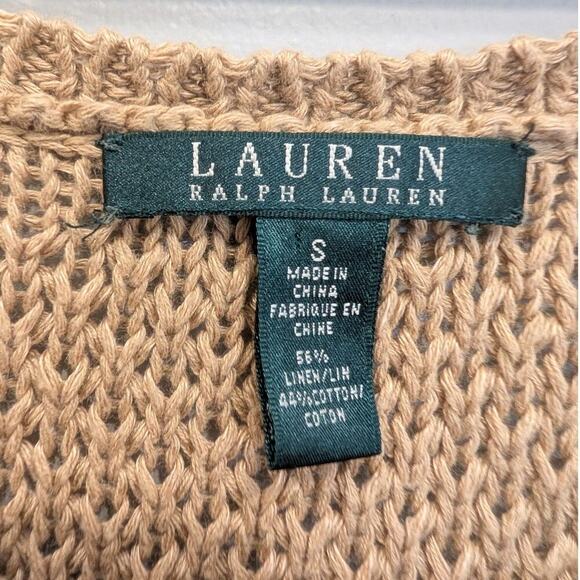 LAUREN
RALPH LAUREN
S
MADE IN
CHINA
FABRIQUE EN
CHINE
56%
LINEN/LIN
44%COTTON/
COTON